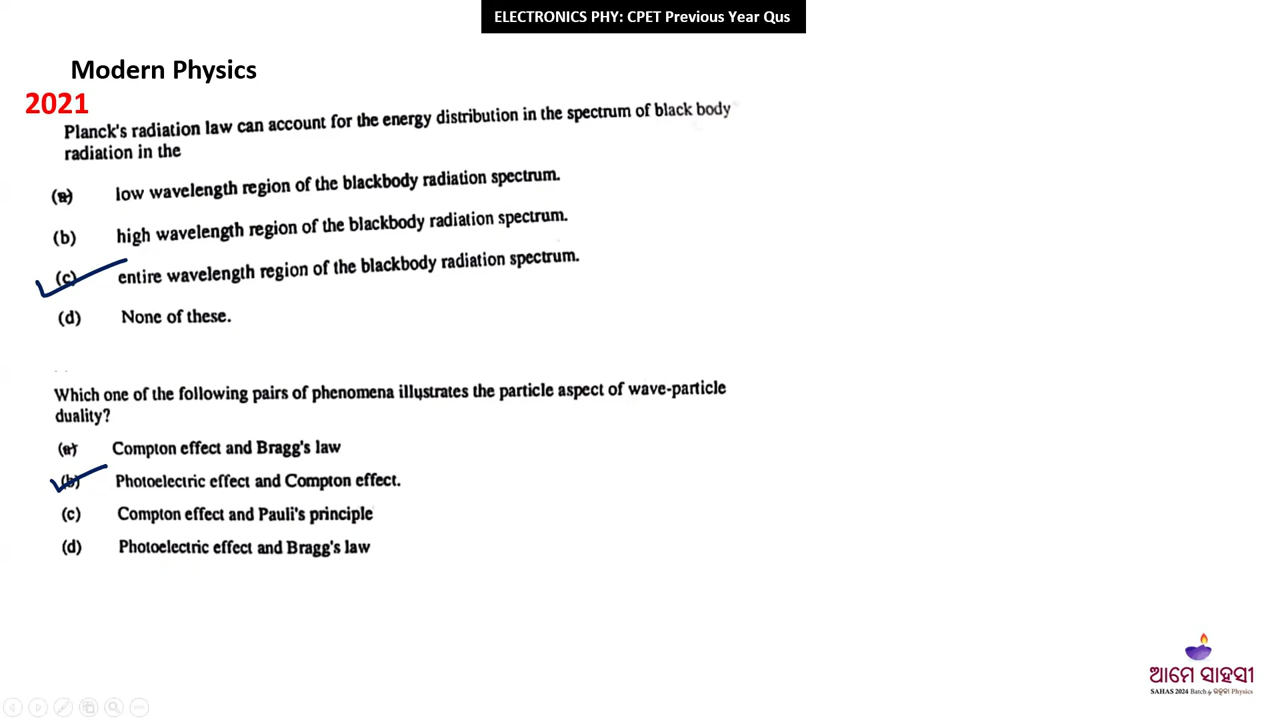 ELECTRONICS PHY: CPET Previous Year Qus
Modern Physics
2021
Planck's radiation law can account for the energy distribution in the spectrum of black body
radiation in the
(a) low wavelength region of the blackbody radiation spectrum.
(b) high wavelength region of the blackbody radiation spectrum.
(c) entire wavelength region of the blackbody radiation spectrum.
(d) None of these.
Which one of the following pairs of phenomena illustrates the particle aspect of wave-particle
duality?
(a) Compton effect and Bragg's law
(b) Photoelectric effect and Compton effect.
(c) Compton effect and Pauli's principle
(d) Photoelectric effect and Bragg's law
ଆମେ ସାହସୀ
SAHAS 2024 Batch by Physics